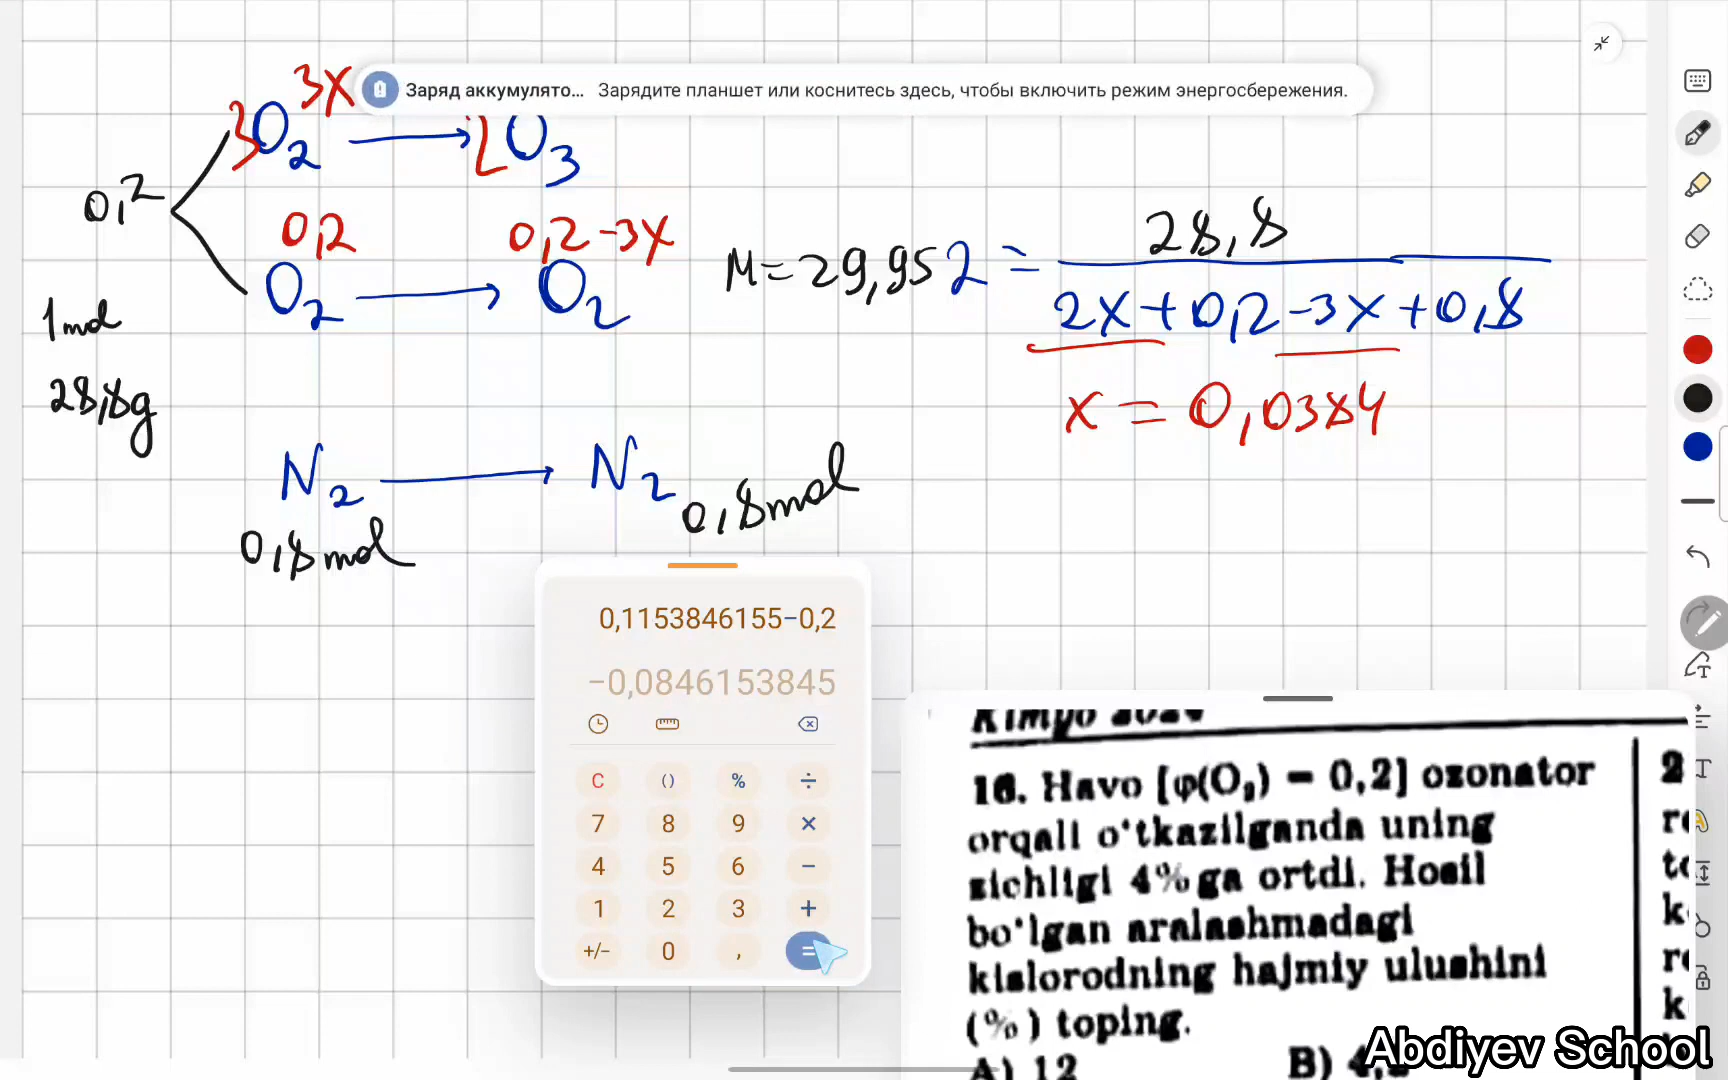 3X
Заряд аккумулято... Зарядите планшет или коснитесь здесь, чтобы включить режим энергосбережения.
3O2 → 2O3
0,2
0,2 0,2-3X
O2 → O2
M=29,952 = 28,8
2X+0,2-3X+0,8
1mol
28,8g
x = 0,0384
N2 → N2 0,8mol
0,8mol
0,1153846155−0,2
−0,0846153845
C () % ÷
7 8 9 ×
4 5 6 −
1 2 3 +
+/− 0 , =
Kimyo
16. Havo [φ(O₂) = 0,2] ozonator
orqali o‘tkazilganda uning
zichligi 4% ga ortdi. Hosil
bo‘lgan aralashmadagi
kislorodning hajmiy ulushini
(%) toping.
A) 12 B) 4,
2
Abdiyev School